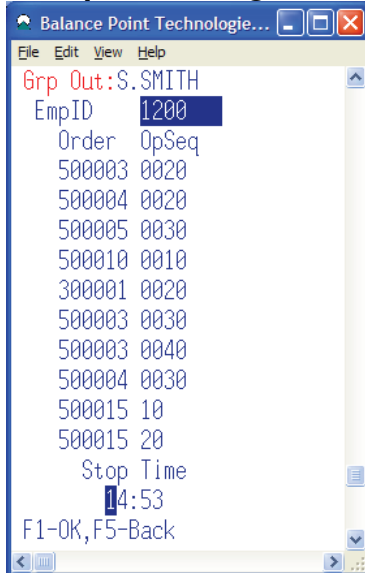 Balance Point Technologie...
File Edit View Help
Grp Out:S.SMITH
EmpID 1200
Order OpSeq
500003 0020
500004 0020
500005 0030
500010 0010
300001 0020
500003 0030
500003 0040
500004 0030
500015 10
500015 20
Stop Time
14:53
F1-OK,F5-Back